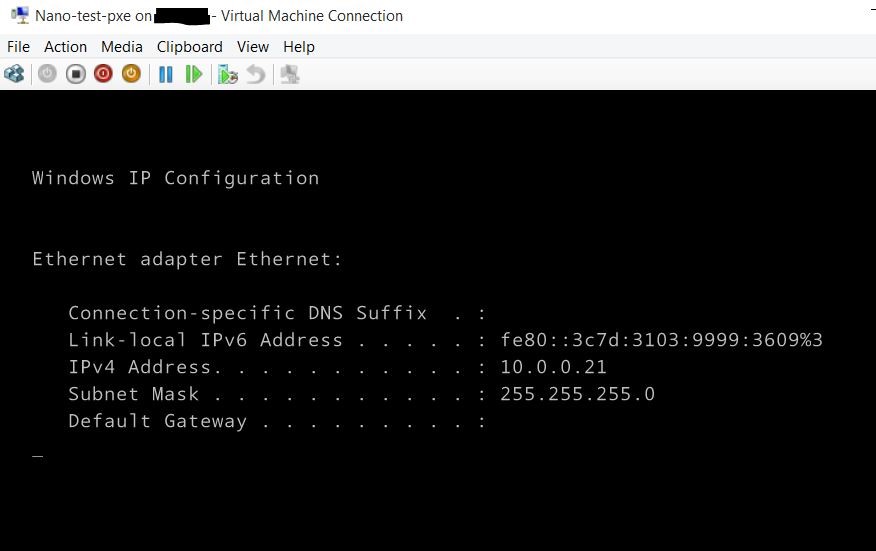 Nano-test-pxe on - Virtual Machine Connection
File Action Media Clipboard View Help
Windows IP Configuration
Ethernet adapter Ethernet:
Connection-specific DNS Suffix . :
Link-local IPv6 Address . . . . . : fe80::3c7d:3103:9999:3609%3
IPv4 Address. . . . . . . . . . . : 10.0.0.21
Subnet Mask . . . . . . . . . . . : 255.255.255.0
Default Gateway . . . . . . . . . :
_